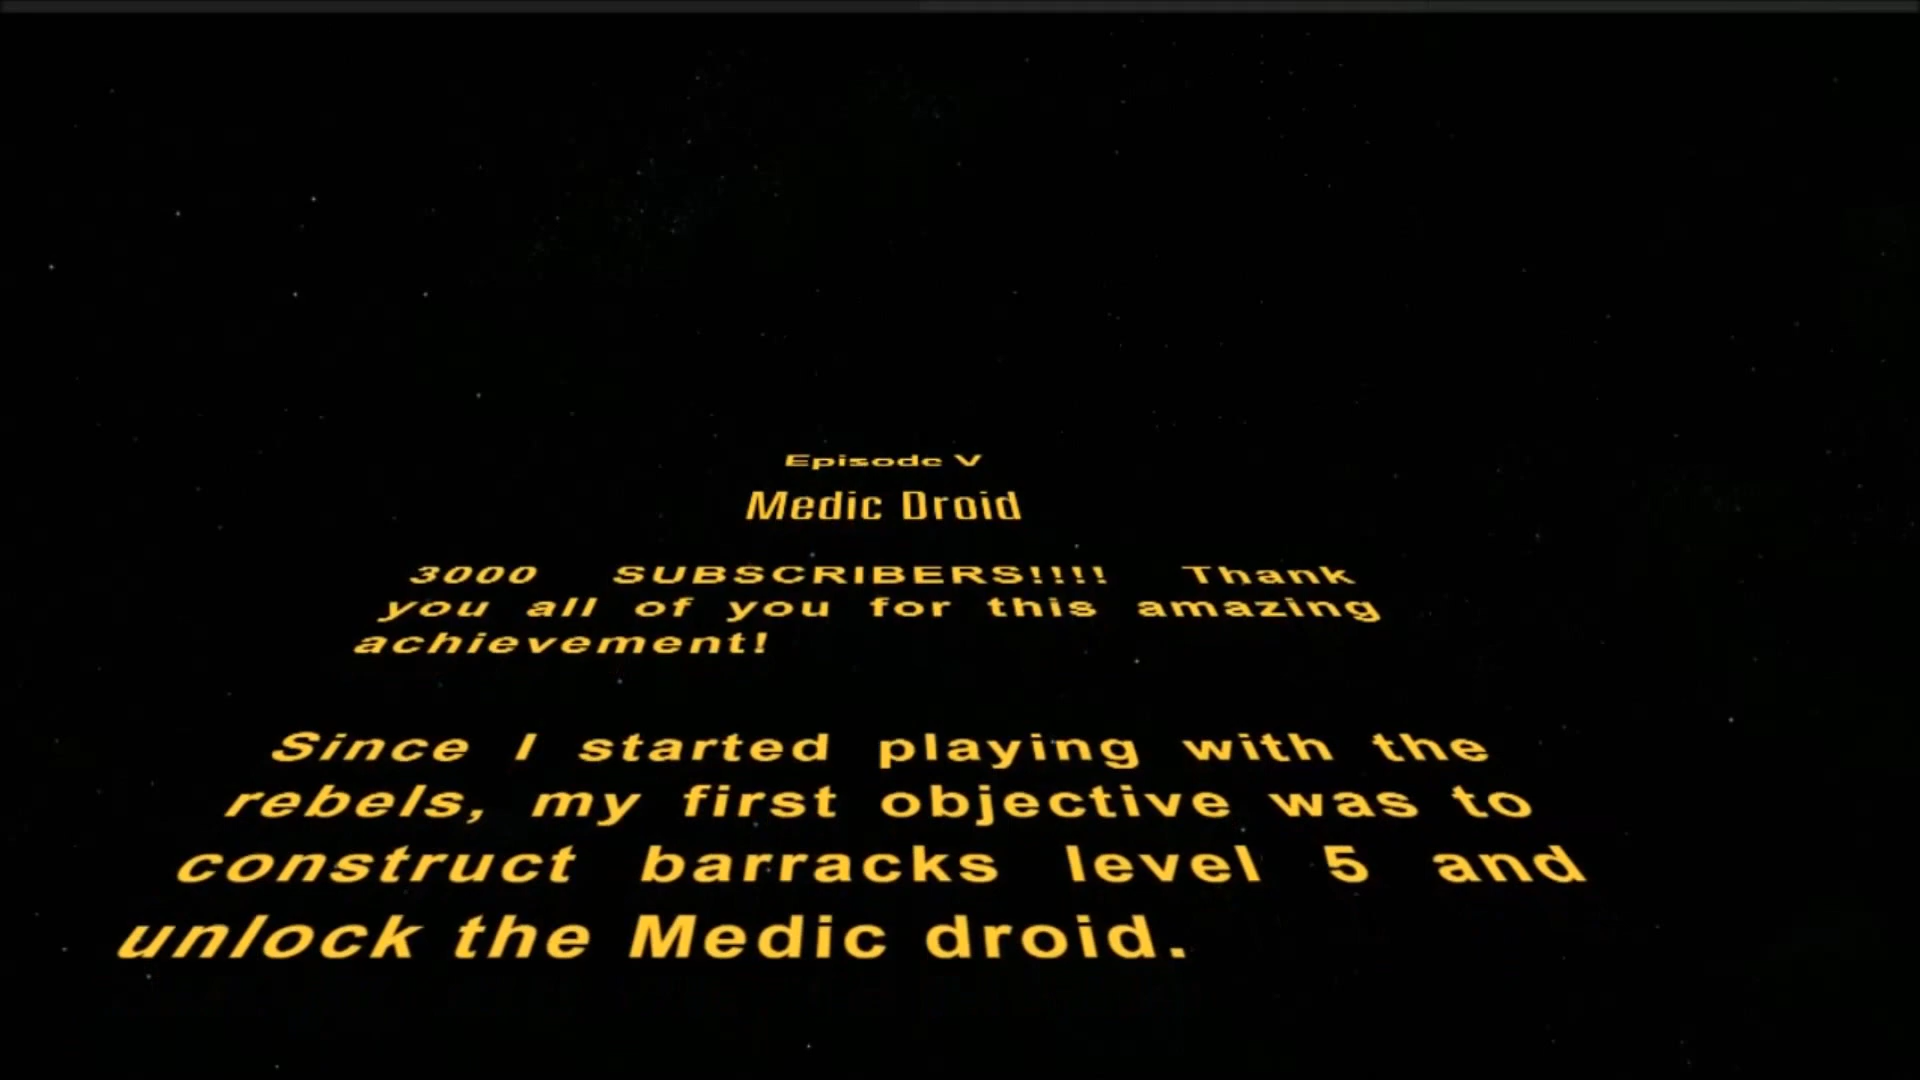 Episode V
Medic Droid
3000 SUBSCRIBERS!!!! Thank
you all of you for this amazing
achievement!
Since I started playing with the
rebels, my first objective was to
construct barracks level 5 and
unlock the Medic droid.